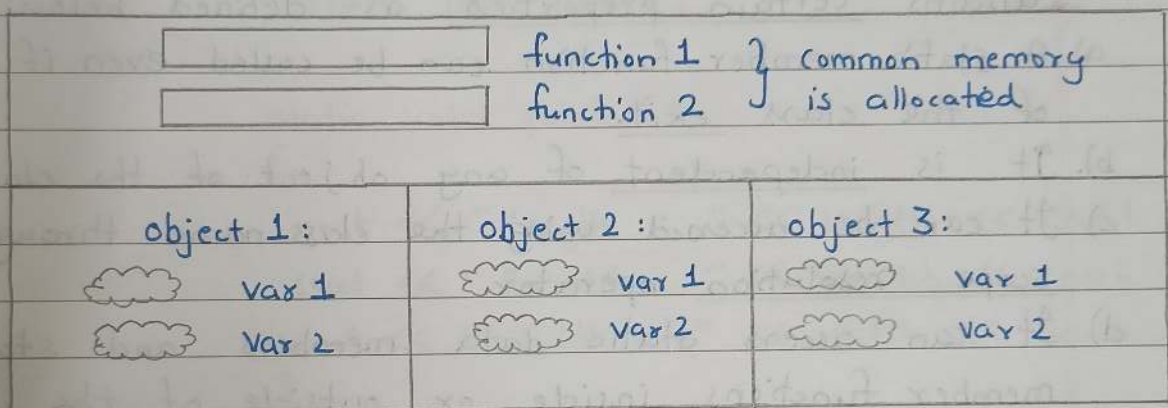 function 1 } common memory
function 2 } is allocated
object 1: object 2: object 3:
var 1 var 1 var 1
var 2 var 2 var 2